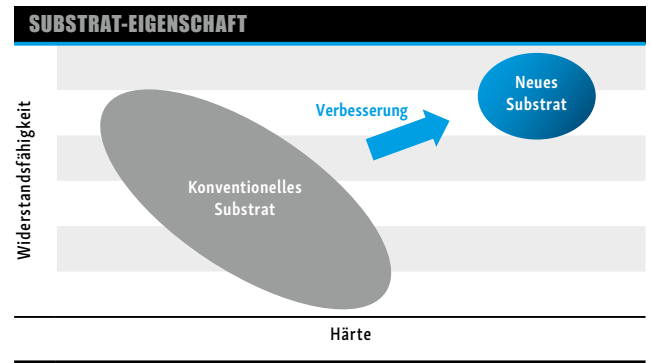 SUBSTRAT-EIGENSCHAFT
Widerstandsfähigkeit
Konventionelles
Substrat
Verbesserung
Neues
Substrat
Härte